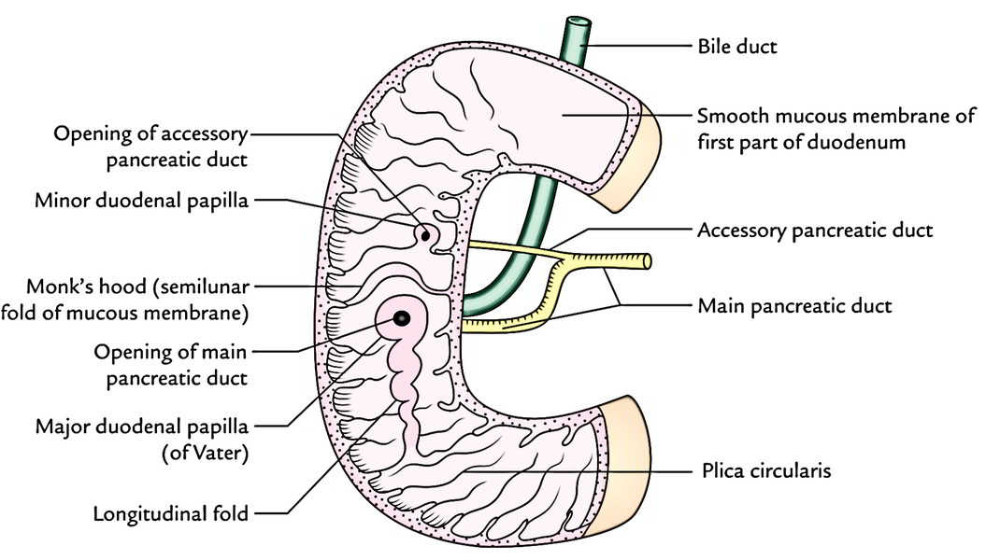 Bile duct
Smooth mucous membrane of
first part of duodenum
Opening of accessory
pancreatic duct
Minor duodenal papilla
Accessory pancreatic duct
Monk's hood (semilunar
fold of mucous membrane)
Main pancreatic duct
Opening of main
pancreatic duct
Major duodenal papilla
(of Vater)
Plica circularis
Longitudinal fold